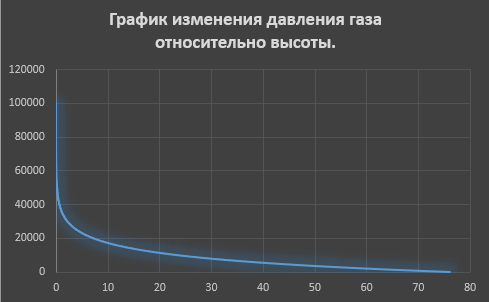 График изменения давления газа
относительно высоты.
120000
100000
80000
60000
40000
20000
0
0 10 20 30 40 50 60 70 80